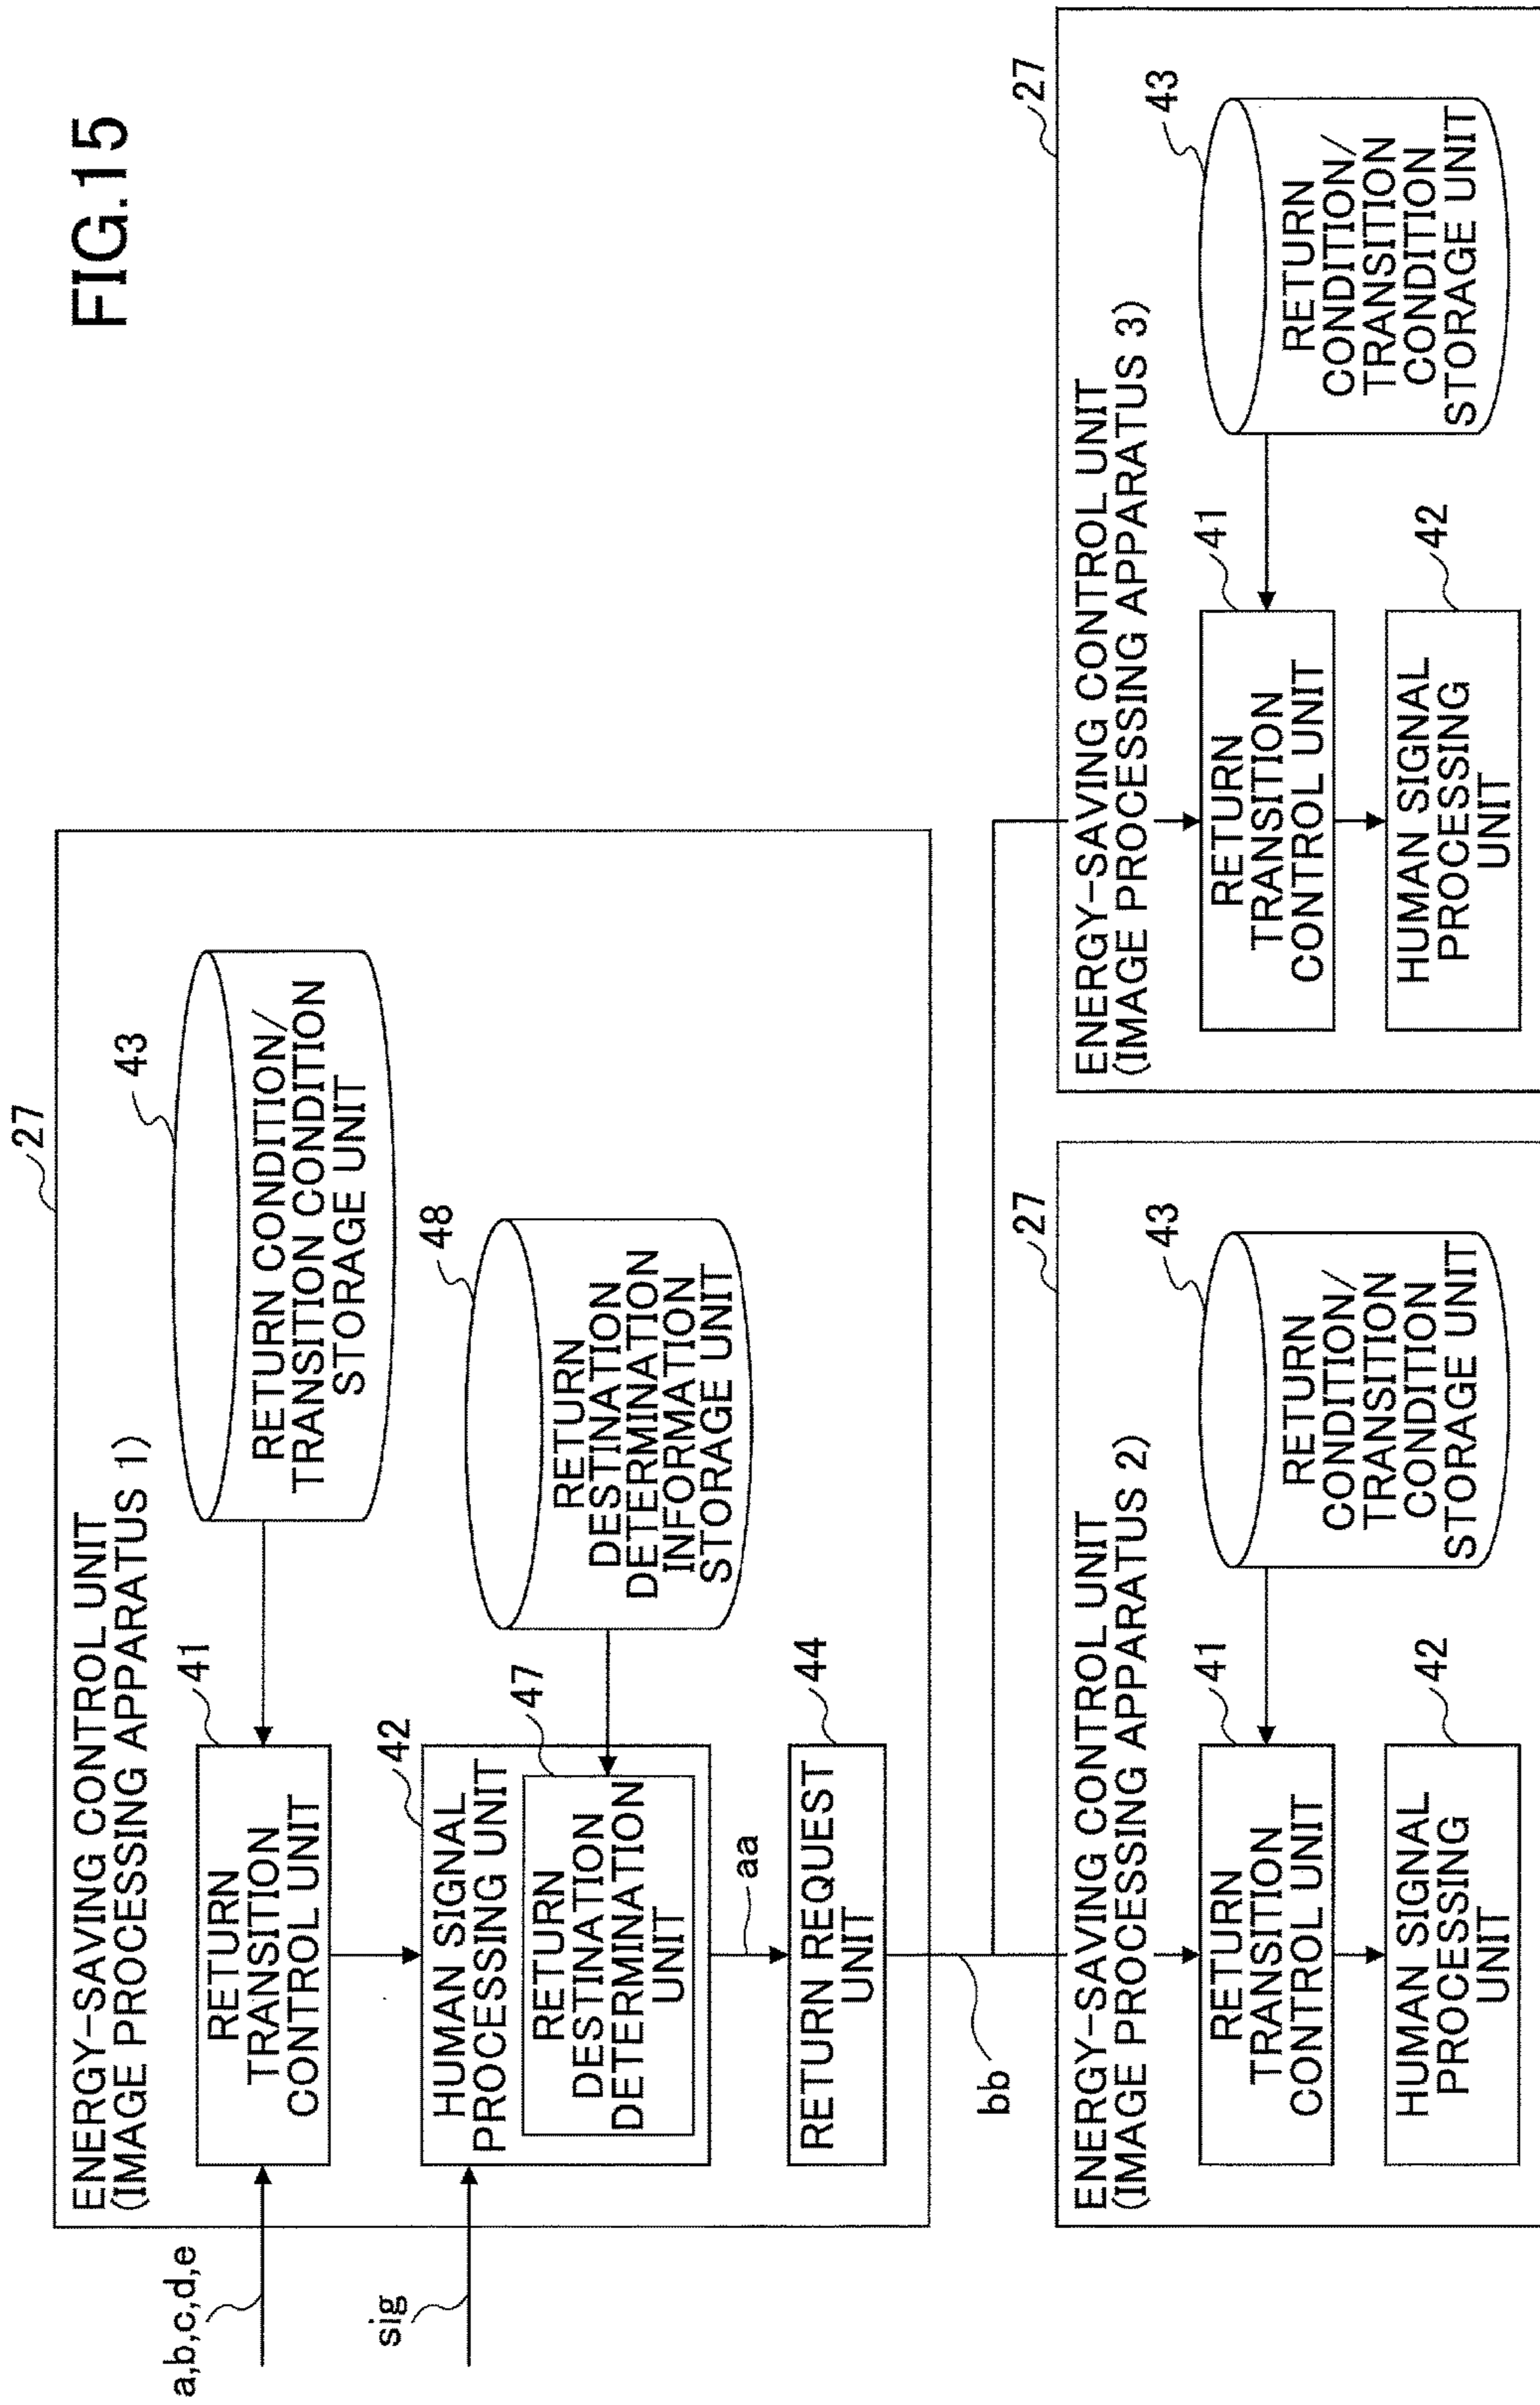 FIG.15
27
ENERGY-SAVING CONTROL UNIT
(IMAGE PROCESSING APPARATUS 1)
a,b,c,d,e
41
RETURN
TRANSITION
CONTROL UNIT
43
RETURN CONDITION/
TRANSITION CONDITION
STORAGE UNIT
sig
42
HUMAN SIGNAL
PROCESSING UNIT
47
RETURN
DESTINATION
DETERMINATION
UNIT
48
RETURN
DESTINATION
DETERMINATION
INFORMATION
STORAGE UNIT
aa
44
RETURN REQUEST
UNIT
bb
27
ENERGY-SAVING CONTROL UNIT
(IMAGE PROCESSING APPARATUS 2)
41
RETURN
TRANSITION
CONTROL UNIT
43
RETURN
CONDITION/
TRANSITION
CONDITION
STORAGE UNIT
42
HUMAN SIGNAL
PROCESSING
UNIT
27
ENERGY-SAVING CONTROL UNIT
(IMAGE PROCESSING APPARATUS 3)
41
RETURN
TRANSITION
CONTROL UNIT
43
RETURN
CONDITION/
TRANSITION
CONDITION
STORAGE UNIT
42
HUMAN SIGNAL
PROCESSING
UNIT